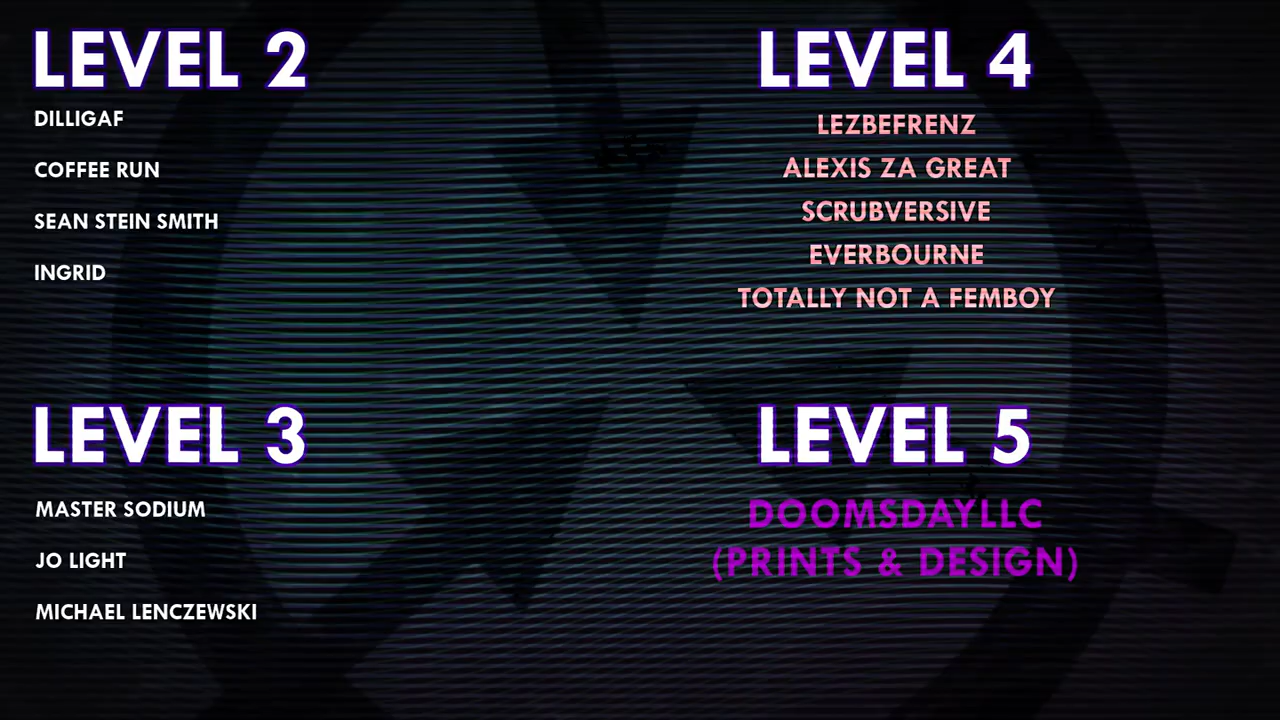 LEVEL 2
DILLIGAF
COFFEE RUN
SEAN STEIN SMITH
INGRID
LEVEL 3
MASTER SODIUM
JO LIGHT
MICHAEL LENCZEWSKI
LEVEL 4
LEZBEFRENZ
ALEXIS ZA GREAT
SCRUBVERSIVE
EVERBOURNE
TOTALLY NOT A FEMBOY
LEVEL 5
DOOMSDAYLLC
(PRINTS & DESIGN)